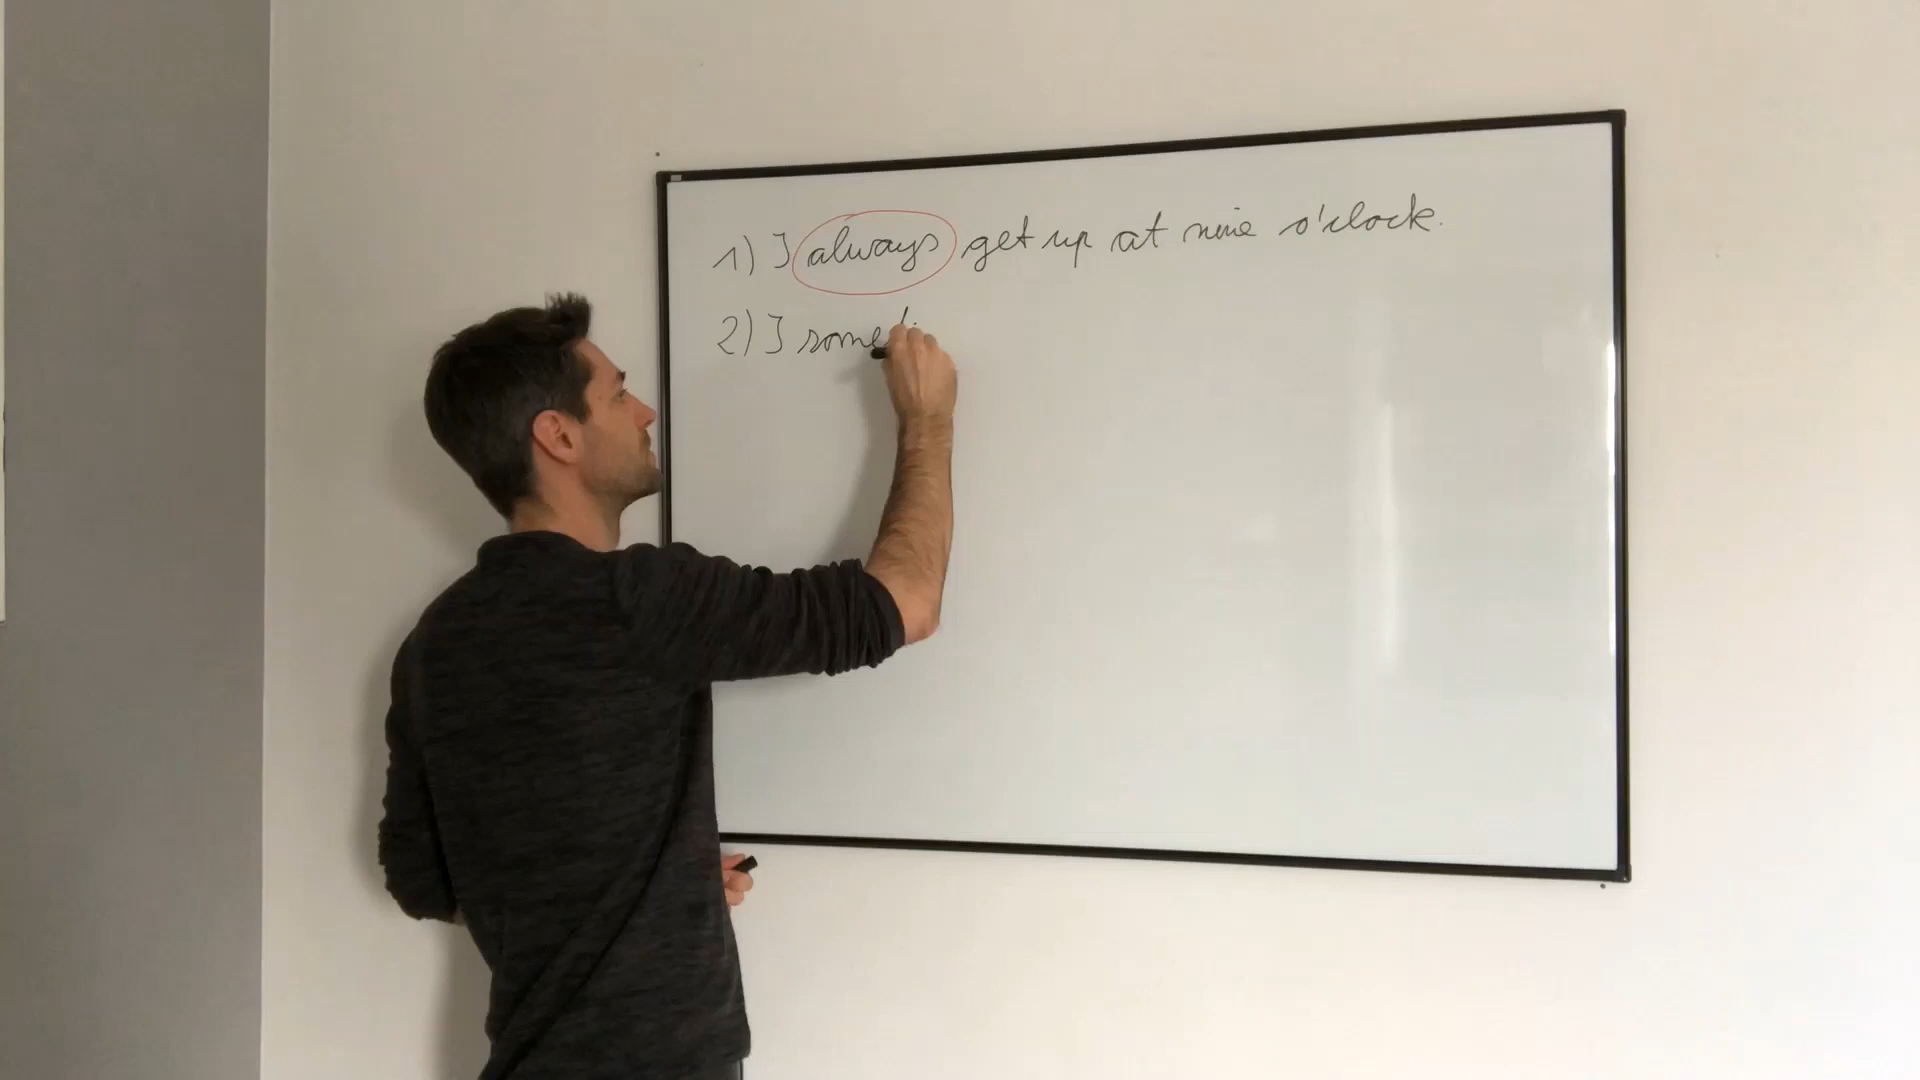 1) I always get up at nine o'clock.
2) I some